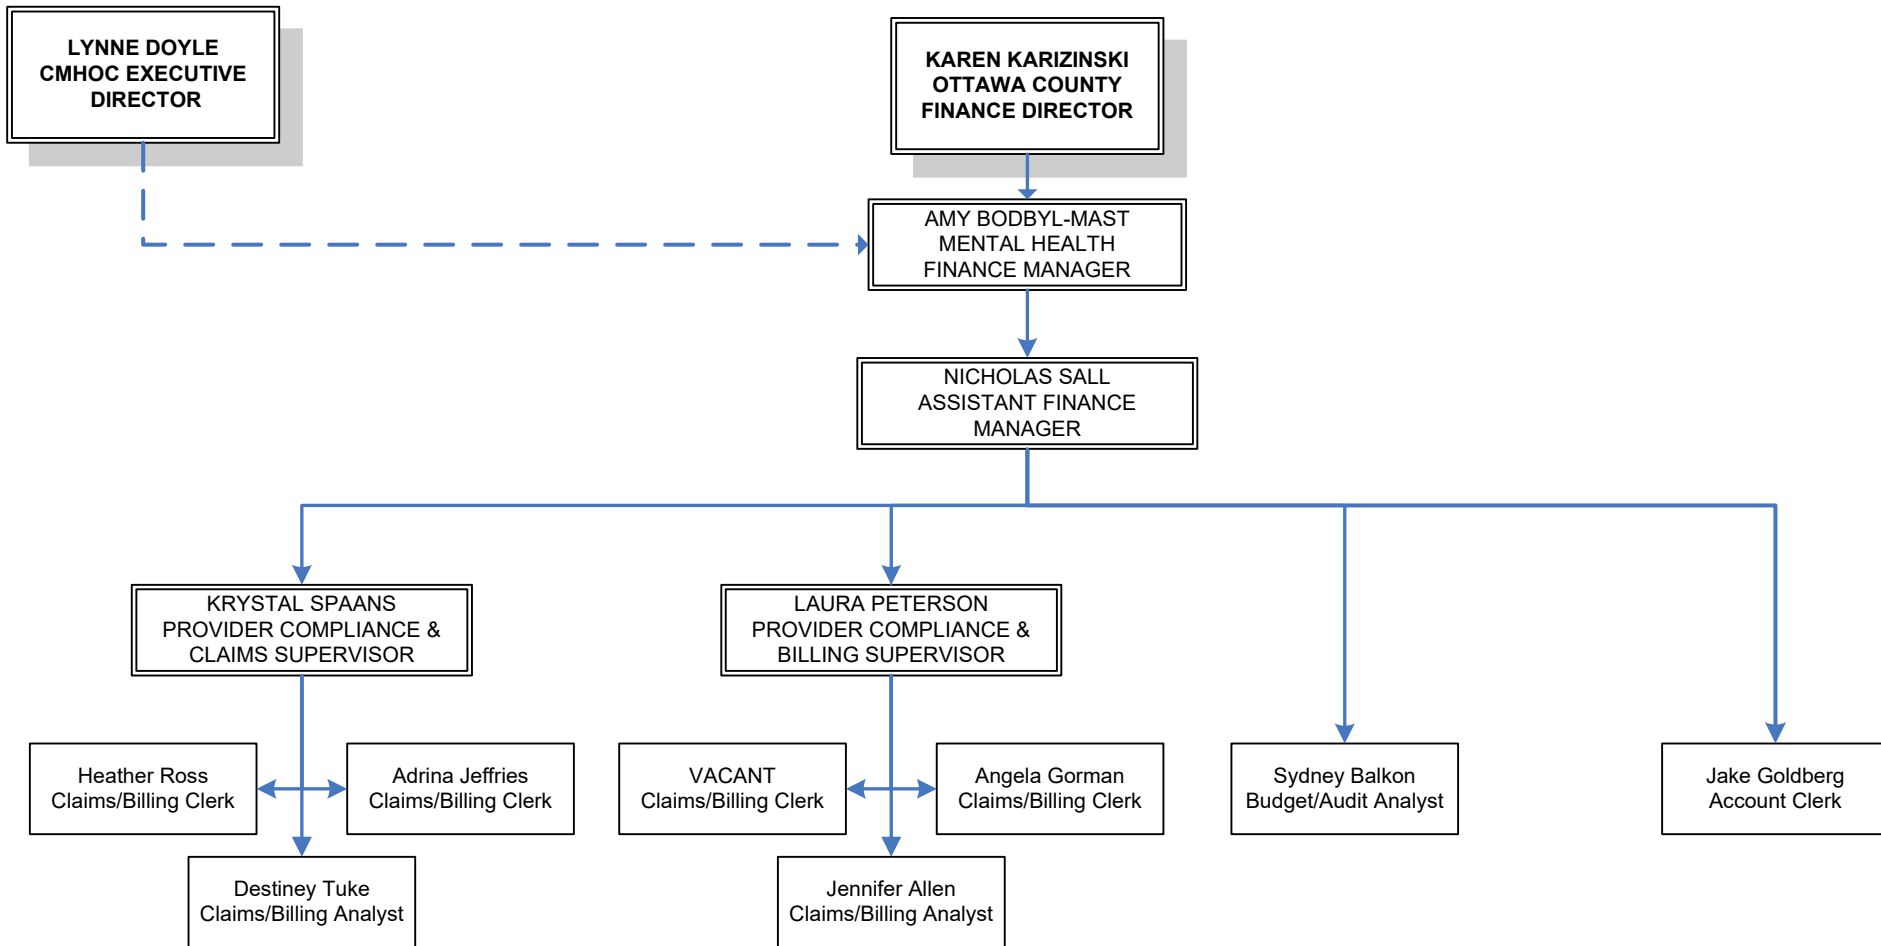 LYNNE DOYLE
CMHOC EXECUTIVE
DIRECTOR
KAREN KARIZINSKI
OTTAWA COUNTY
FINANCE DIRECTOR
AMY BODBYL-MAST
MENTAL HEALTH
FINANCE MANAGER
NICHOLAS SALL
ASSISTANT FINANCE
MANAGER
KRYSTAL SPAANS
PROVIDER COMPLIANCE &
CLAIMS SUPERVISOR
LAURA PETERSON
PROVIDER COMPLIANCE &
BILLING SUPERVISOR
Heather Ross
Claims/Billing Clerk
Adrina Jeffries
Claims/Billing Clerk
VACANT
Claims/Billing Clerk
Angela Gorman
Claims/Billing Clerk
Sydney Balkon
Budget/Audit Analyst
Jake Goldberg
Account Clerk
Destiney Tuke
Claims/Billing Analyst
Jennifer Allen
Claims/Billing Analyst